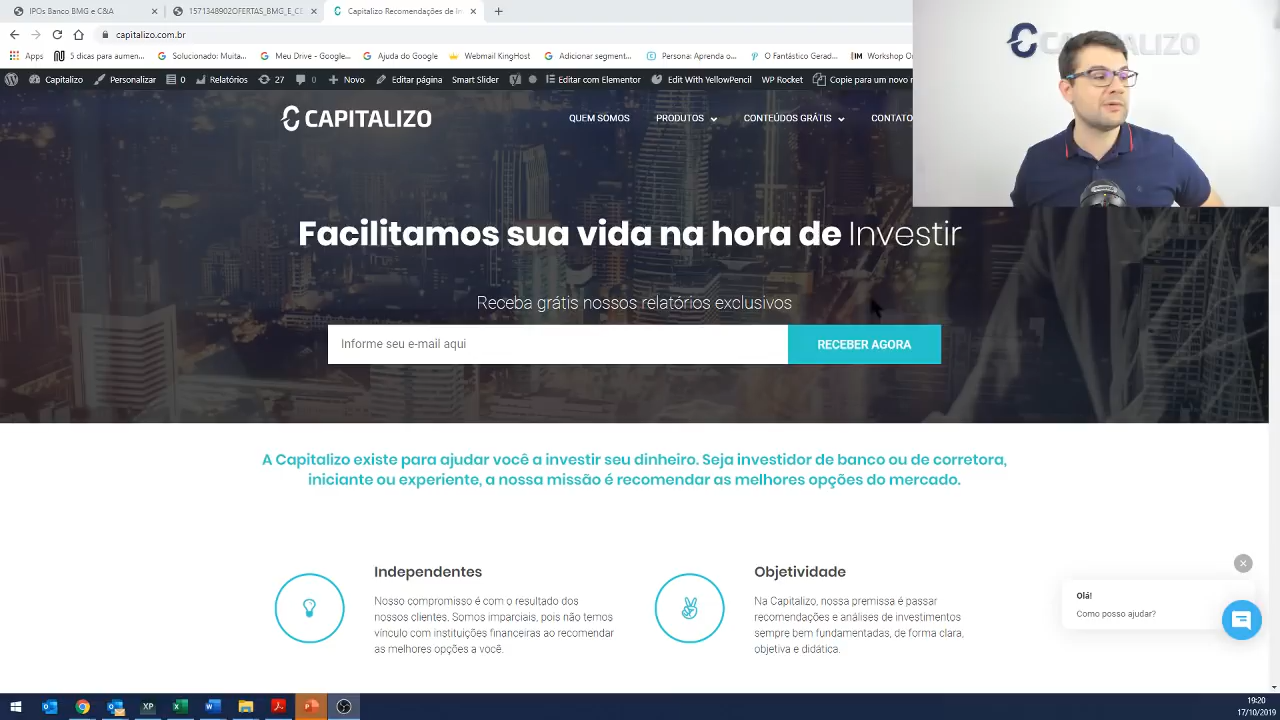 IPOs Banco BMG e C&A
1571348902OFERTAS_BMG_E_CE
Capitalizo Recomendações de In
capitalizo.com.br
Apps
5 dicas para aumen...
Solucionado: Muita...
Meu Drive - Google...
Ajuda do Google
Webmail KingHost
Adicionar segment...
Persona: Aprenda o...
O Fantástico Gerad...
Workshop On
Capitalizo
Personalizar
0
Relatórios
27
0
Novo
Editar página
Smart Slider
Editar com Elementor
Edit With YellowPencil
WP Rocket
Copie para um novo r
CAPITALIZO
CAPITALIZO
QUEM SOMOS
PRODUTOS
CONTEÚDOS GRÁTIS
CONTATO
Facilitamos sua vida na hora de Investir
Receba grátis nossos relatórios exclusivos
Informe seu e-mail aqui
RECEBER AGORA
A Capitalizo existe para ajudar você a investir seu dinheiro. Seja investidor de banco ou de corretora,
iniciante ou experiente, a nossa missão é recomendar as melhores opções do mercado.
Independentes
Nosso compromisso é com o resultado dos
nossos clientes. Somos imparciais, pois não temos
vínculo com instituições financeiras ao recomendar
as melhores opções a você.
Objetividade
Na Capitalizo, nossa premissa é passar
recomendações e análises de investimentos
sempre bem fundamentadas, de forma clara,
objetiva e didática.
Olá!
Como posso ajudar?
XP
19:20
17/10/2019